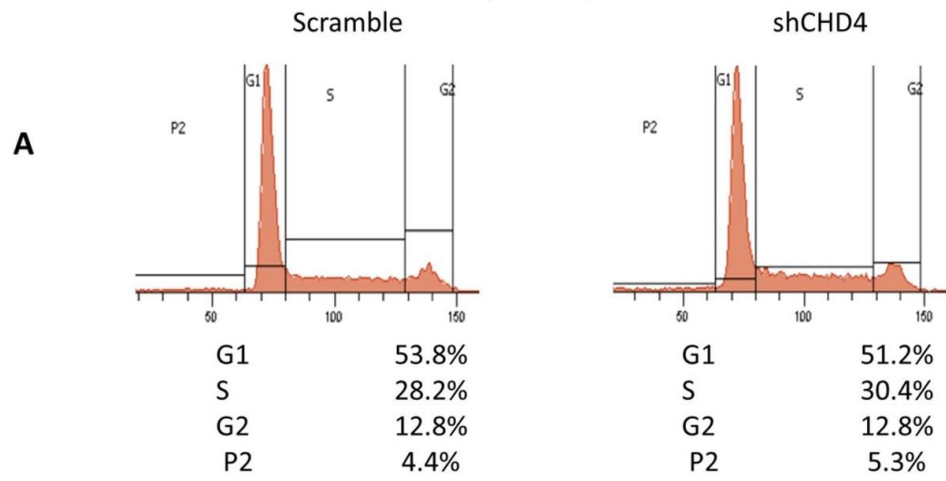 Scramble
shCHD4
A
P2
G1
S
G2
P2
G1
S
G2
50
100
150
50
100
150
G1 53.8%
S 28.2%
G2 12.8%
P2 4.4%
G1 51.2%
S 30.4%
G2 12.8%
P2 5.3%